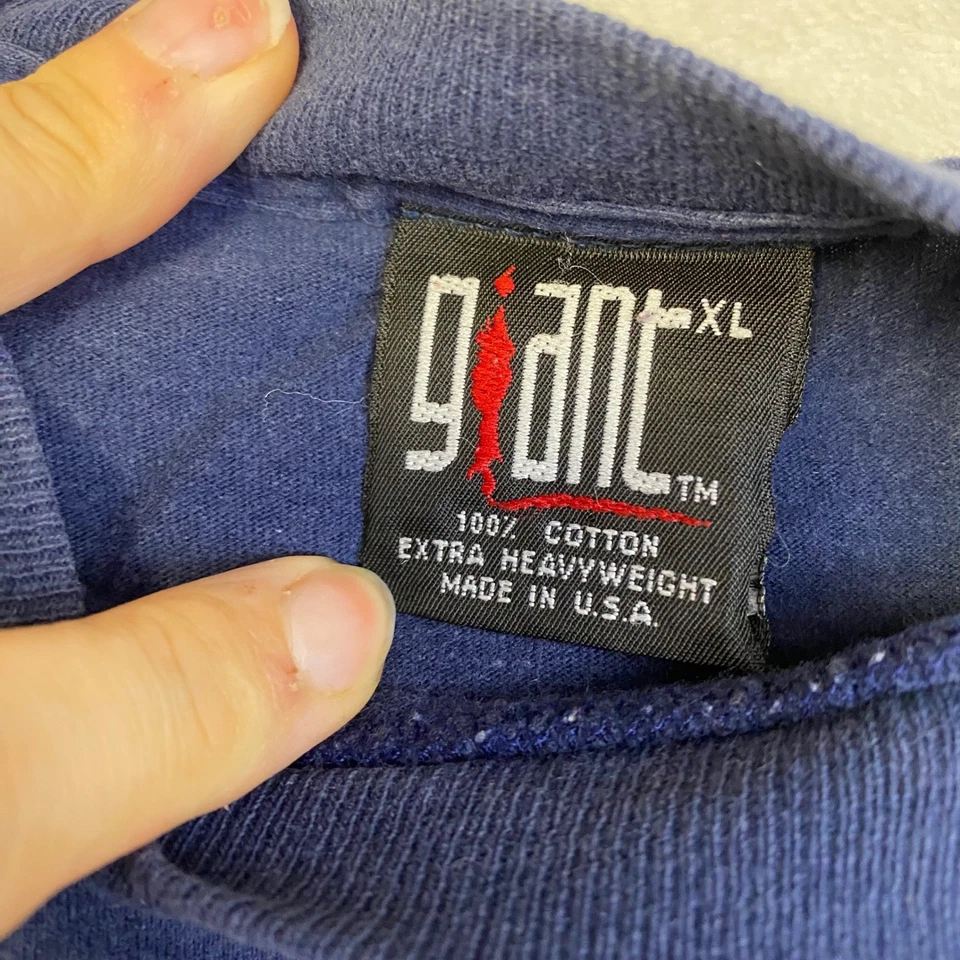 giant XL
TM
100% COTTON
EXTRA HEAVYWEIGHT
MADE IN U.S.A.